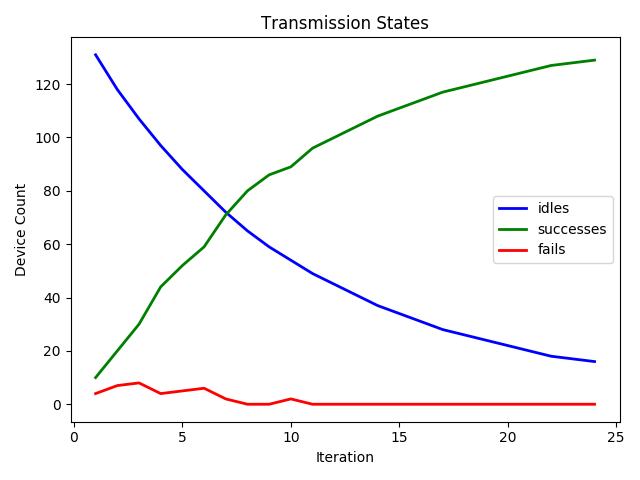 Transmission States
Device Count
120
100
80
60
40
20
0
idles
successes
fails
0 5 10 15 20 25
Iteration